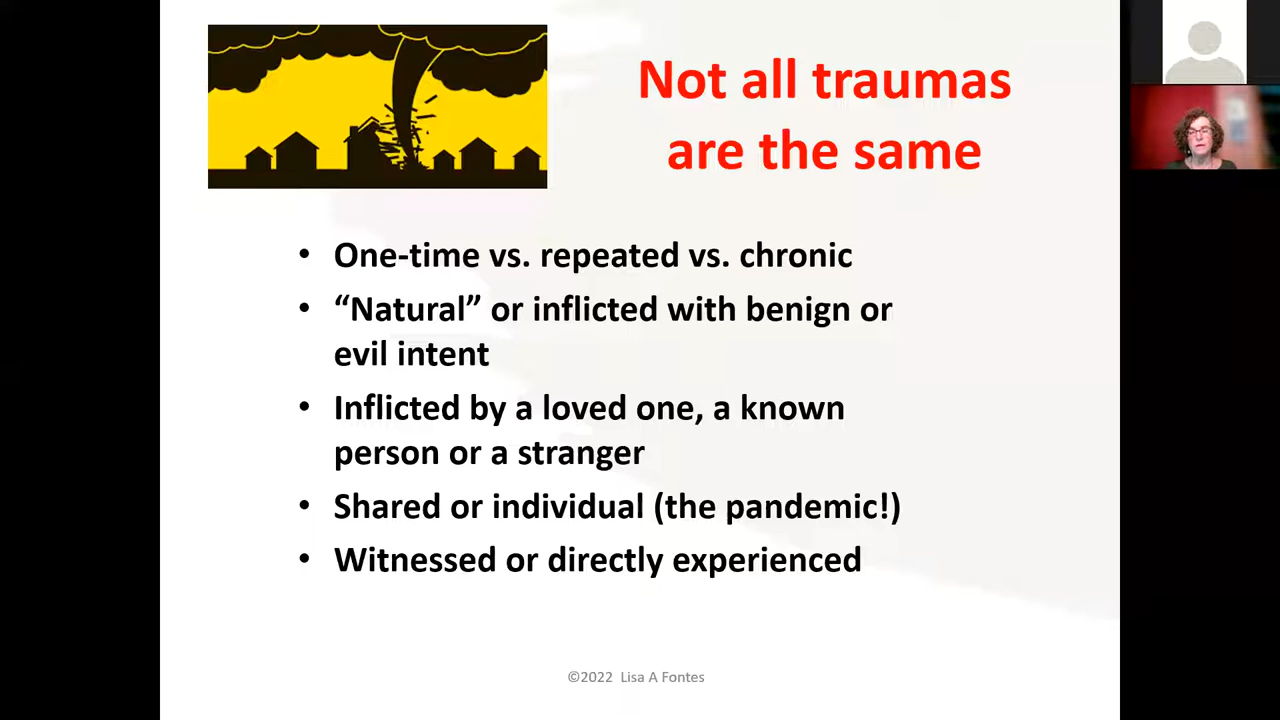 Not all traumas
are the same
• One-time vs. repeated vs. chronic
• “Natural” or inflicted with benign or
evil intent
• Inflicted by a loved one, a known
person or a stranger
• Shared or individual (the pandemic!)
• Witnessed or directly experienced
©2022 Lisa A Fontes